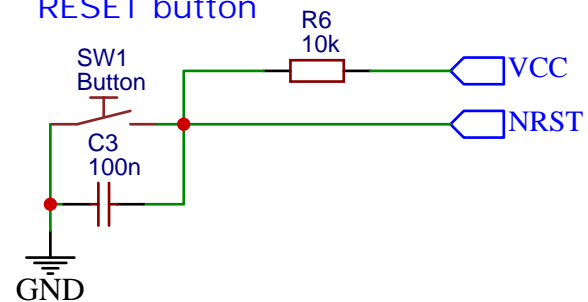 RESET button
R6
10k
SW1
Button
VCC
NRST
C3
100n
GND